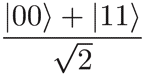 |00⟩ + |11⟩
√2